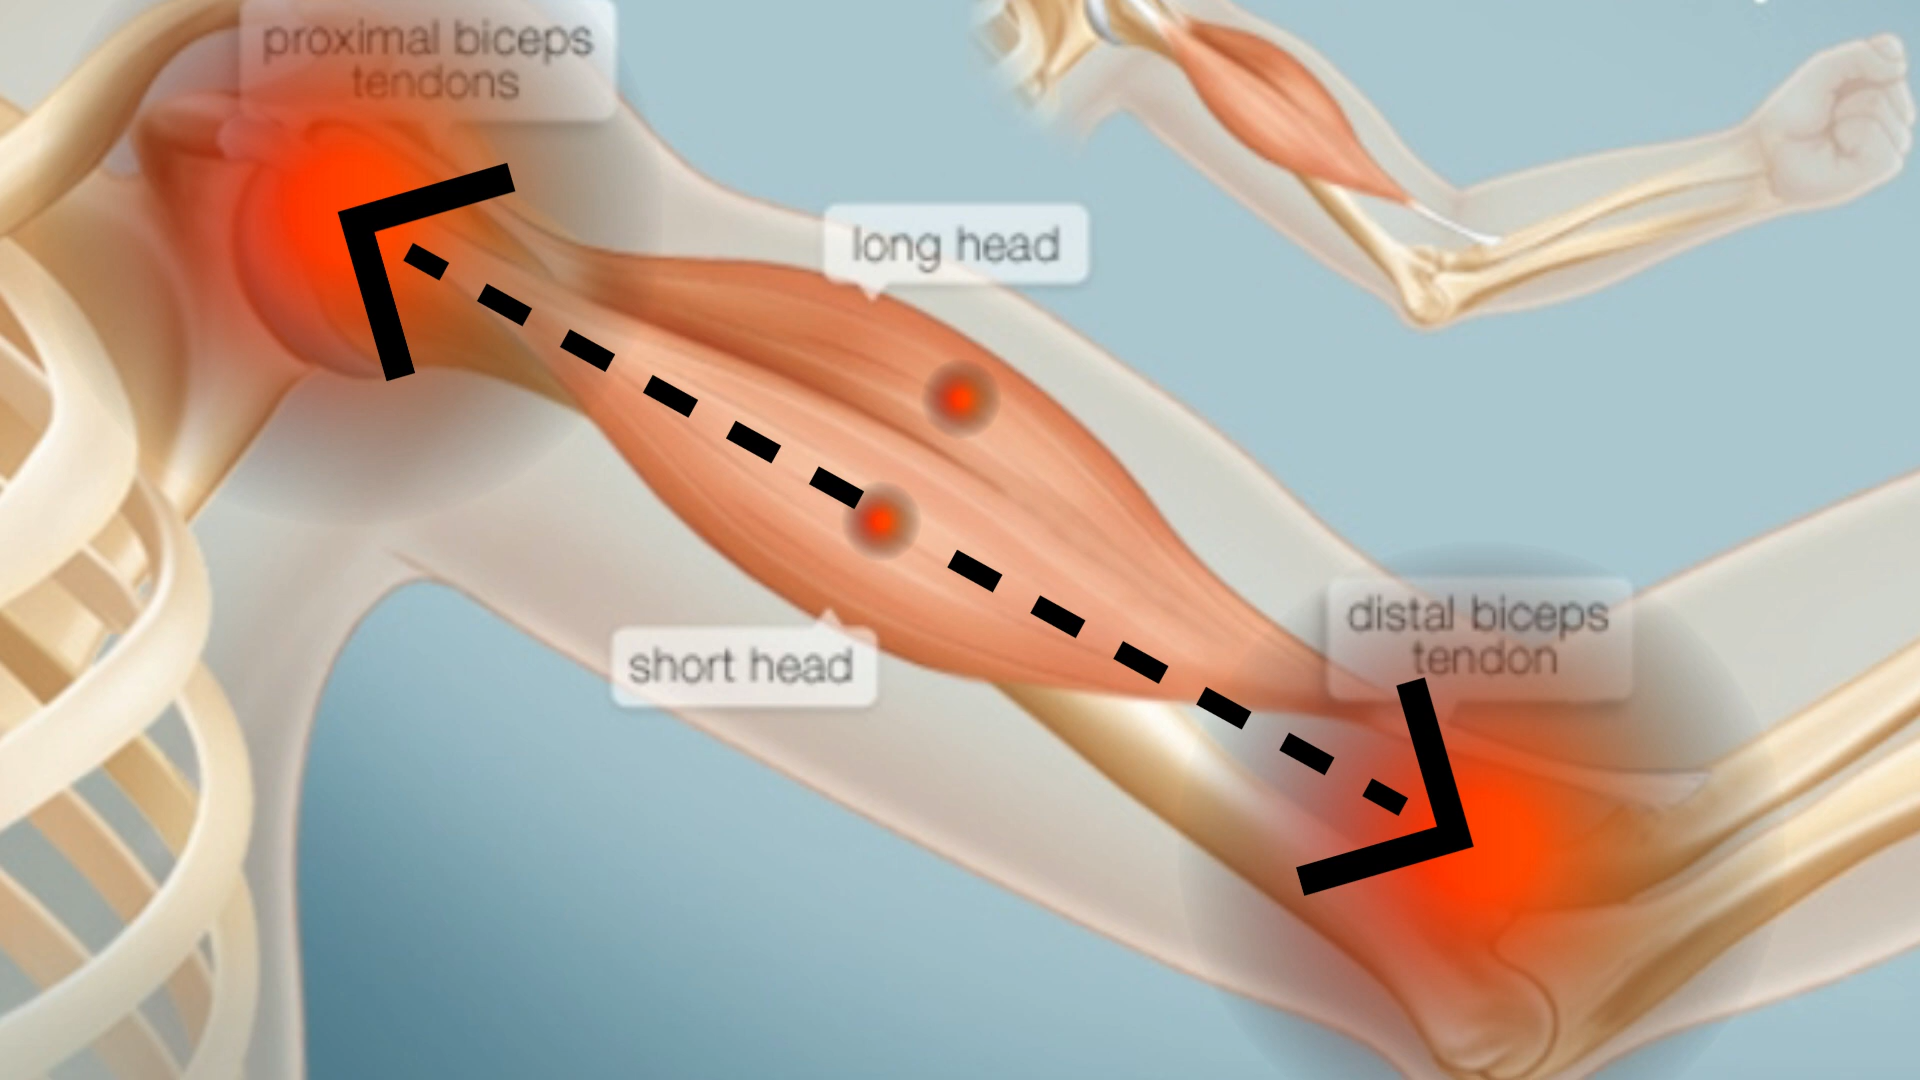 proximal biceps
tendons
long head
short head
distal biceps
tendon